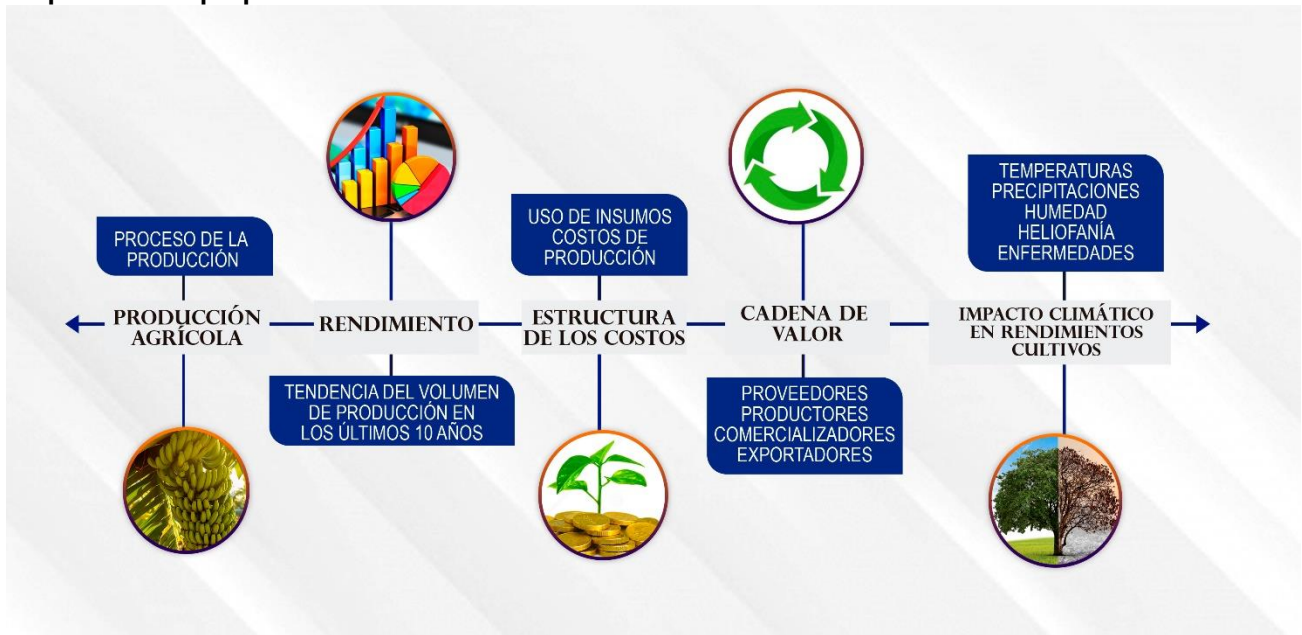 PROCESO DE LA
PRODUCCIÓN
PRODUCCIÓN
AGRÍCOLA
RENDIMIENTO
TENDENCIA DEL VOLUMEN
DE PRODUCCIÓN EN
LOS ÚLTIMOS 10 AÑOS
USO DE INSUMOS
COSTOS DE
PRODUCCIÓN
ESTRUCTURA
DE LOS COSTOS
CADENA DE
VALOR
PROVEEDORES
PRODUCTORES
COMERCIALIZADORES
EXPORTADORES
TEMPERATURAS
PRECIPITACIONES
HUMEDAD
HELIOFANÍA
ENFERMEDADES
IMPACTO CLIMÁTICO
EN RENDIMIENTOS
CULTIVOS